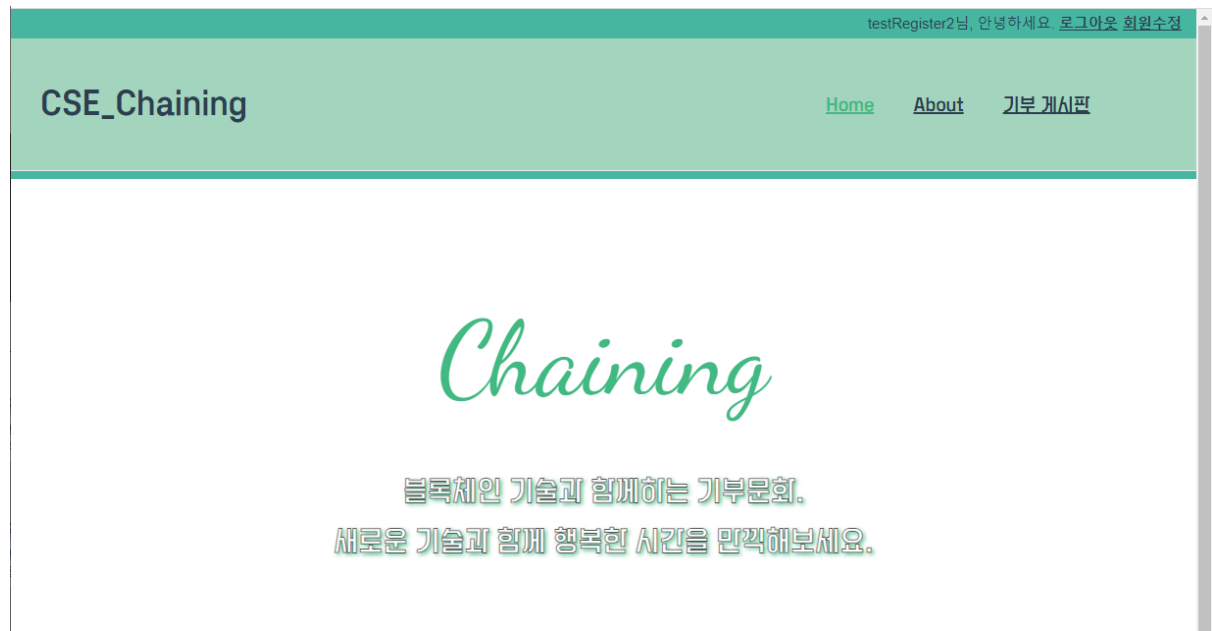 testRegister2님, 안녕하세요. 로그아웃 회원수정
CSE_Chaining
Home About 기부 게시판
Chaining
블록체인 기술과 함께하는 기부문화.
새로운 기술과 함께 행복한 시간을 만끽해보세요.